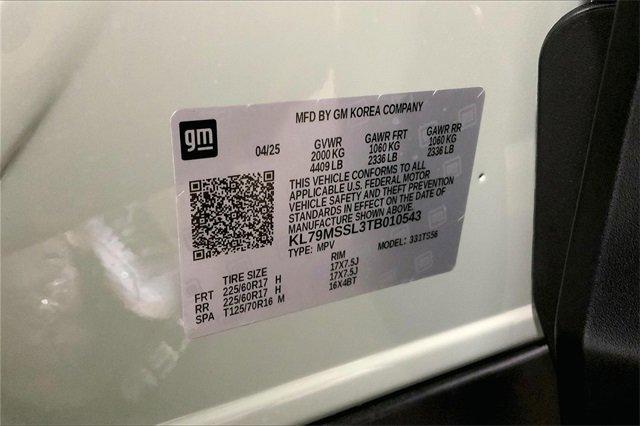 MFD BY GM KOREA COMPANY
gm
04/25
GVWR GAWR FRT GAWR RR
2000 KG 1060 KG 1060 KG
4409 LB 2336 LB 2336 LB
THIS VEHICLE CONFORMS TO ALL
APPLICABLE U.S. FEDERAL MOTOR
VEHICLE SAFETY AND THEFT PREVENTION
STANDARDS IN EFFECT ON THE DATE OF
MANUFACTURE SHOWN ABOVE.
KL79MSSL3TB010543
TYPE: MPV MODEL: 331TS56
TIRE SIZE RIM
FRT 225/60R17 H 17X7.5J
RR 225/60R17 H 17X7.5J
SPA T125/70R16 M 16X4BT